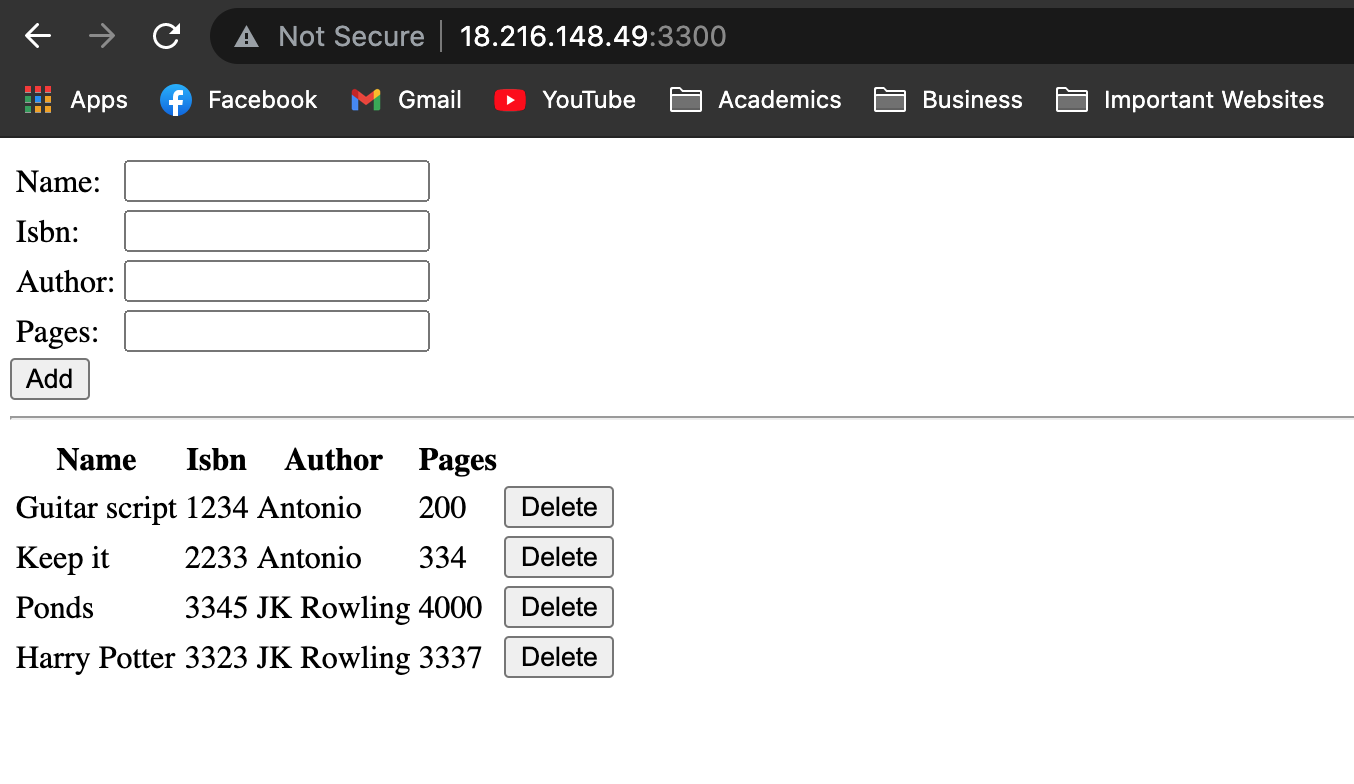 Not Secure 18.216.148.49:3300
Apps Facebook Gmail YouTube Academics Business Important Websites
Name:
Isbn:
Author:
Pages:
Add
Name Isbn Author Pages
Guitar script 1234 Antonio 200 Delete
Keep it 2233 Antonio 334 Delete
Ponds 3345 JK Rowling 4000 Delete
Harry Potter 3323 JK Rowling 3337 Delete